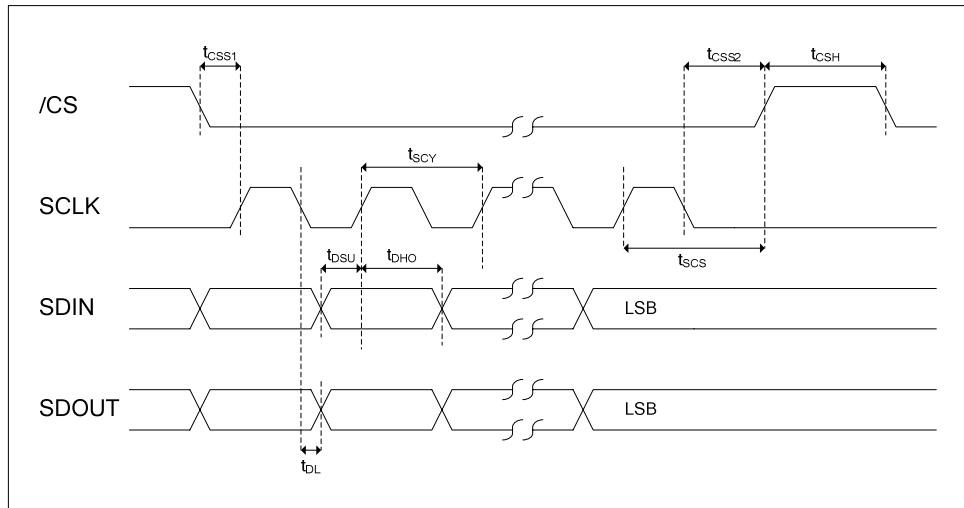 tCSS1
tCSS2
tCSH
/CS
tSCY
SCLK
tSCS
tDSU
tDHO
SDIN
LSB
SDOUT
LSB
tDL